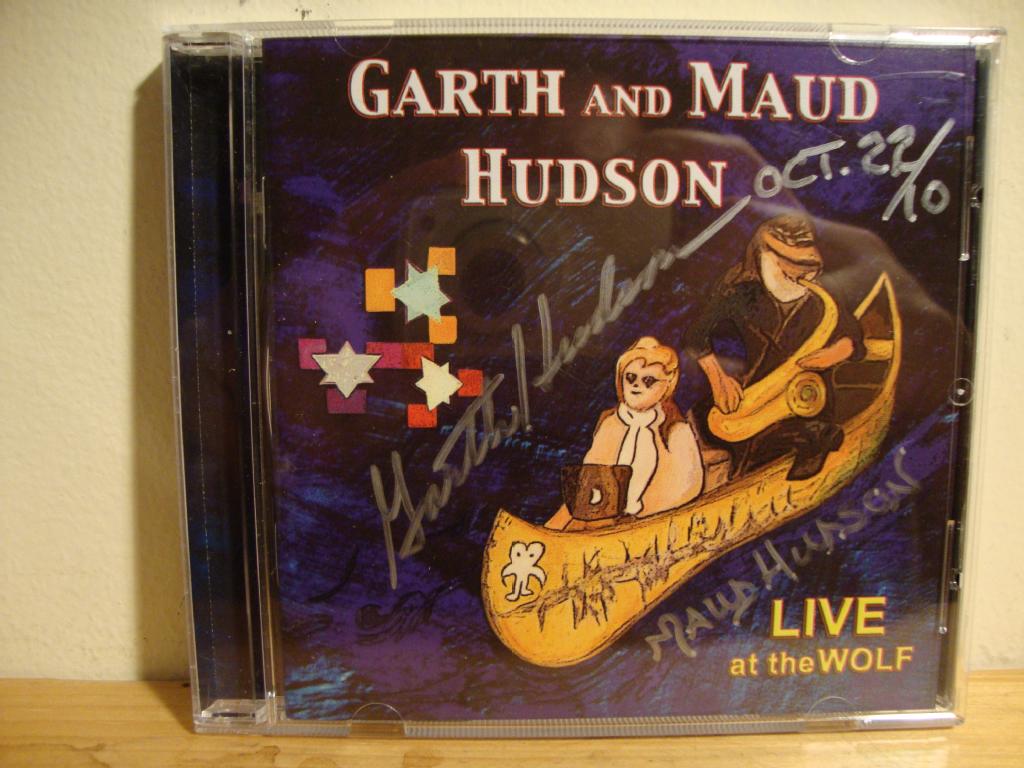 GARTH AND MAUD
HUDSON
OCT. 22/10
Garth Hudson
MAUD HUDSON
LIVE
at the WOLF